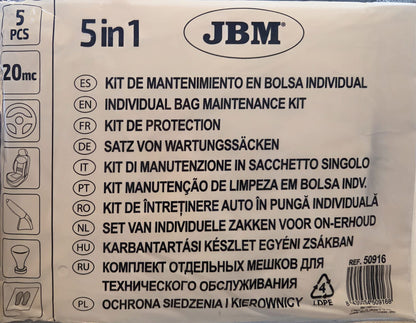 5
PCS
5in1
JBM®
20mc
ES KIT DE MANTENIMIENTO EN BOLSA INDIVIDUAL
EN INDIVIDUAL BAG MAINTENANCE KIT
FR KIT DE PROTECTION
DE SATZ VON WARTUNGSSÄCKEN
IT KIT DI MANUTENZIONE IN SACCHETTO SINGOLO
PT KIT MANUTENÇÃO DE LIMPEZA EM BOLSA INDV.
RO KIT DE ÎNTREȚINERE AUTO ÎN PUNGĂ INDIVIDUALĂ
NL SET VAN INDIVIDUELE ZAKKEN VOOR ON-ERHOUD
HU KARBANTARTÁSI KÉSZLET EGYÉNI ZSÁKBAN
REF. 50916
RU КОМПЛЕКТ ОТДЕЛЬНЫХ МЕШКОВ ДЛЯ
ТЕХНИЧЕСКОГО ОБСЛУЖИВАНИЯ
PL OCHRONA SIEDZENIA I KIEROWNICY
4
LDPE